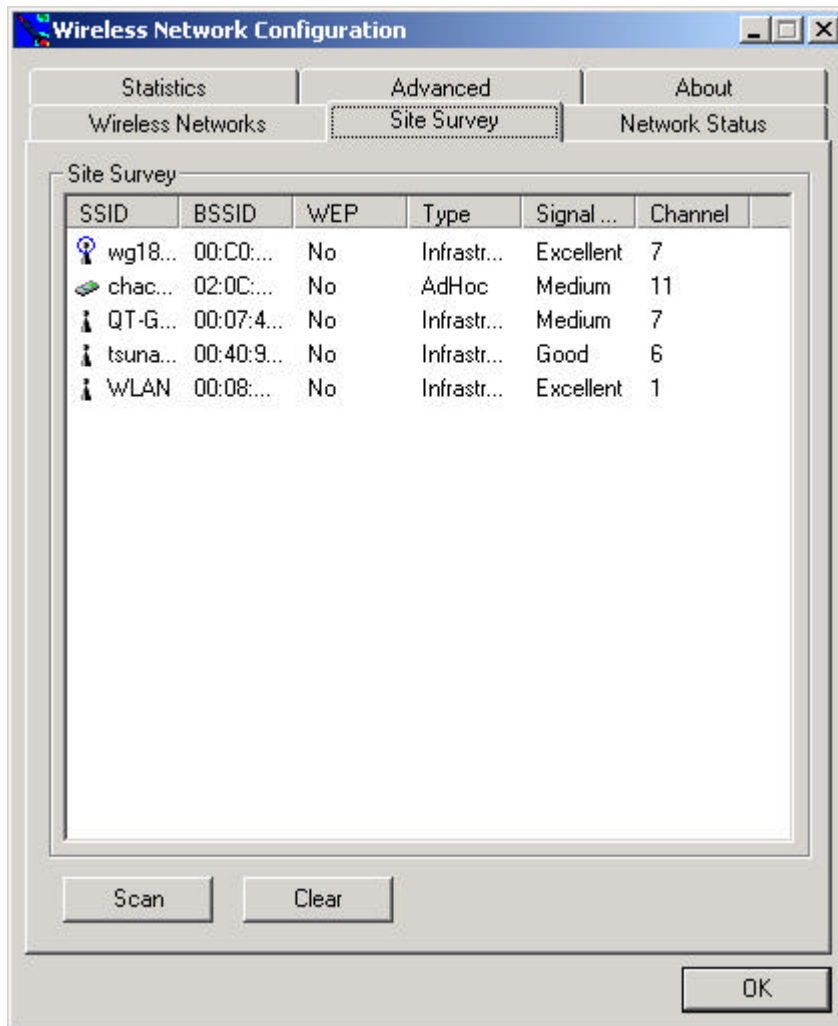 Wireless Network Configuration
Statistics Advanced About
Wireless Networks Site Survey Network Status
Site Survey
SSID BSSID WEP Type Signal ... Channel
wg18... 00:C0:... No Infrastr... Excellent 7
chac... 02:0C:... No AdHoc Medium 11
QT-G... 00:07:4... No Infrastr... Medium 7
tsuna... 00:40:9... No Infrastr... Good 6
WLAN 00:08:... No Infrastr... Excellent 1
Scan Clear
OK